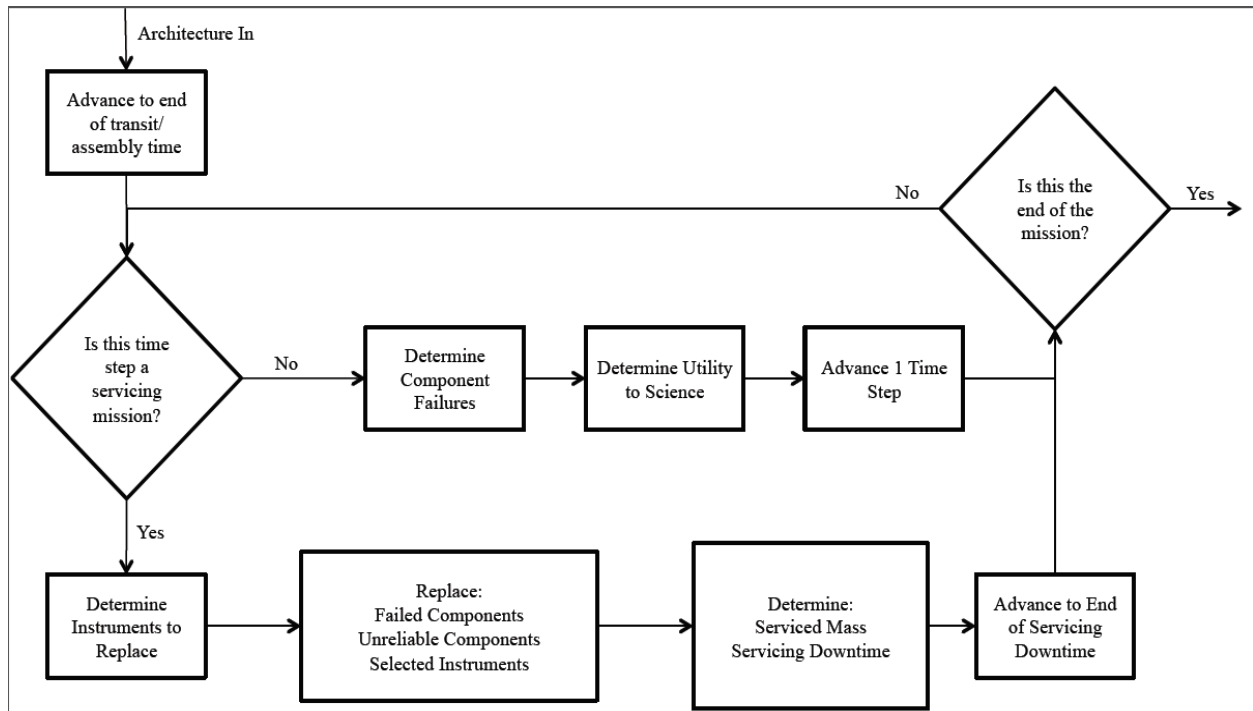 Architecture In
Advance to end
of transit/
assembly time
Is this the
end of the
mission?
No
Yes
Is this time
step a
servicing
mission?
No
Determine
Component
Failures
Determine Utility
to Science
Advance 1 Time
Step
Yes
Determine
Instruments to
Replace
Replace:
Failed Components
Unreliable Components
Selected Instruments
Determine:
Serviced Mass
Servicing Downtime
Advance to End
of Servicing
Downtime